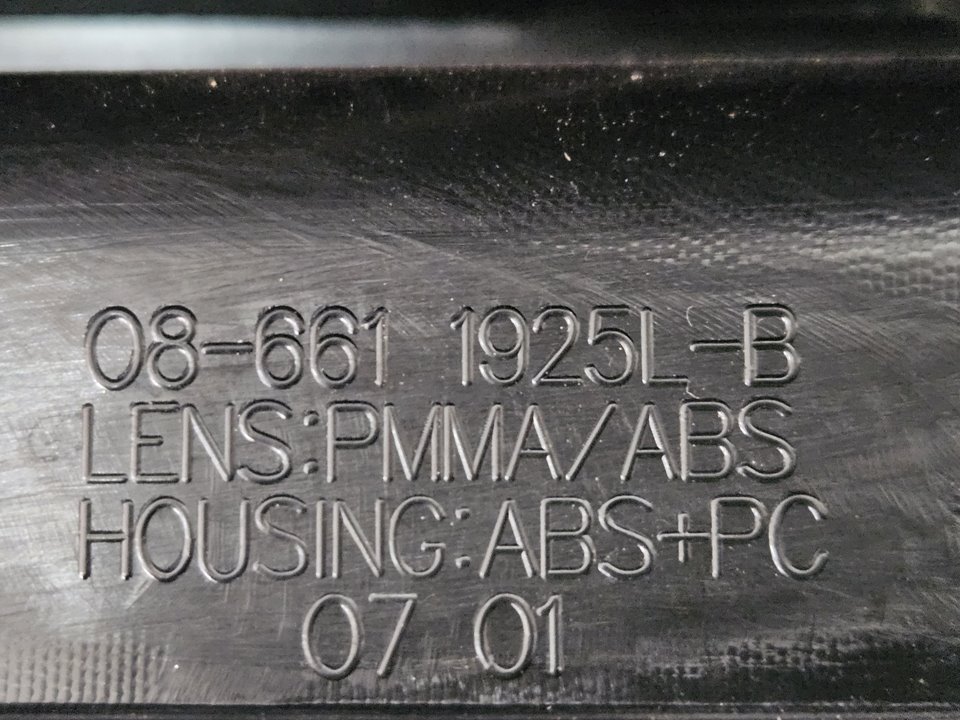 08-661 1925L-B
LENS:PMMA/ABS
HOUSING:ABS+PC
07 01